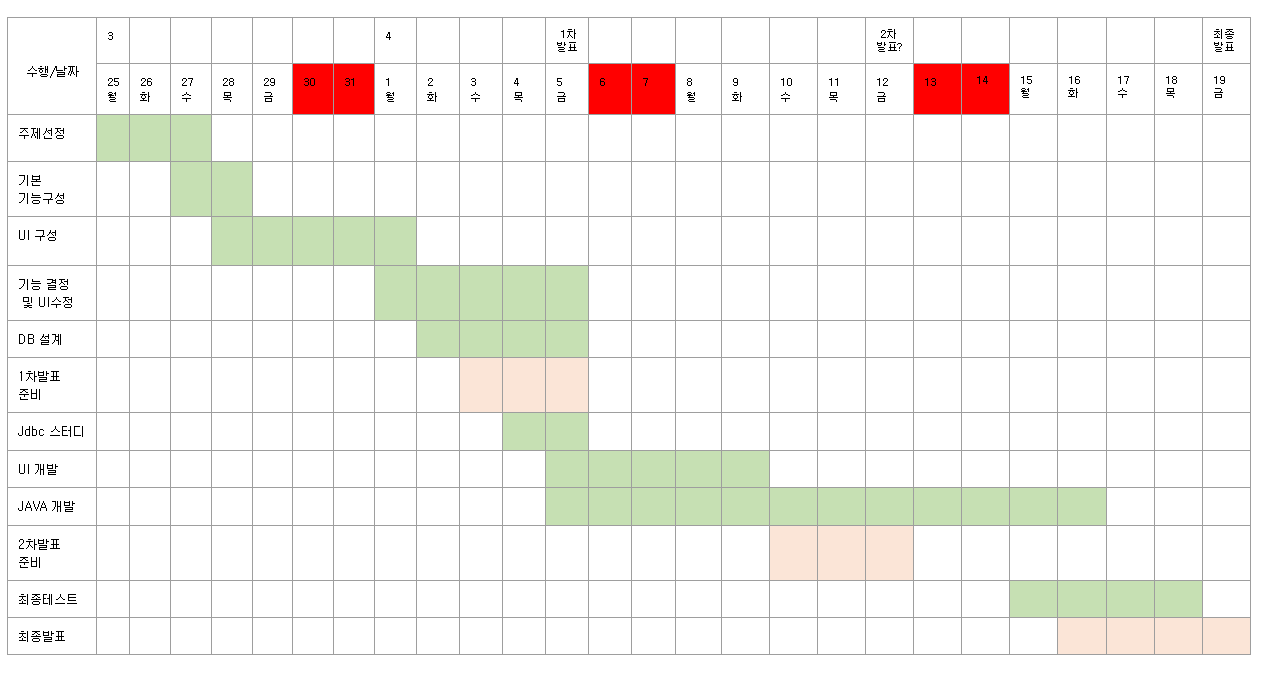 3 4 1차 2차 최종
발표 발표? 발표
수행/날짜
25 26 27 28 29 30 31 1 2 3 4 5 6 7 8 9 10 11 12 13 14 15 16 17 18 19
월 화 수 목 금 월 화 수 목 금 월 화 수 목 금 월 화 수 목 금
주제선정
기본
기능구성
UI 구성
기능 결정
및 UI수정
DB 설계
1차발표
준비
Jdbc 스터디
UI 개발
JAVA 개발
2차발표
준비
최종테스트
최종발표